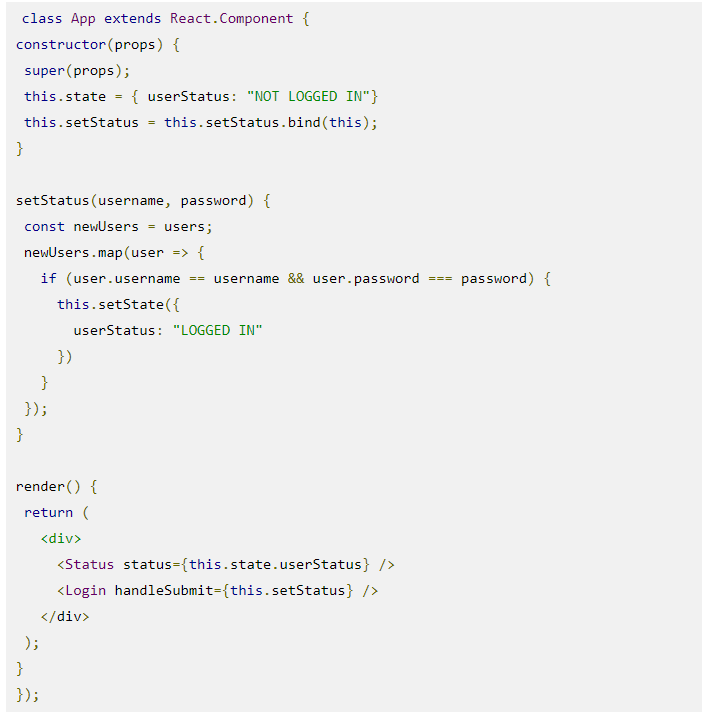 class App extends React.Component {
constructor(props) {
super(props);
this.state = { userStatus: "NOT LOGGED IN"}
this.setStatus = this.setStatus.bind(this);
}
setStatus(username, password) {
const newUsers = users;
newUsers.map(user => {
if (user.username == username && user.password === password) {
this.setState({
userStatus: "LOGGED IN"
})
}
});
}
render() {
return (
<div>
<Status status={this.state.userStatus} />
<Login handleSubmit={this.setStatus} />
</div>
);
}
});